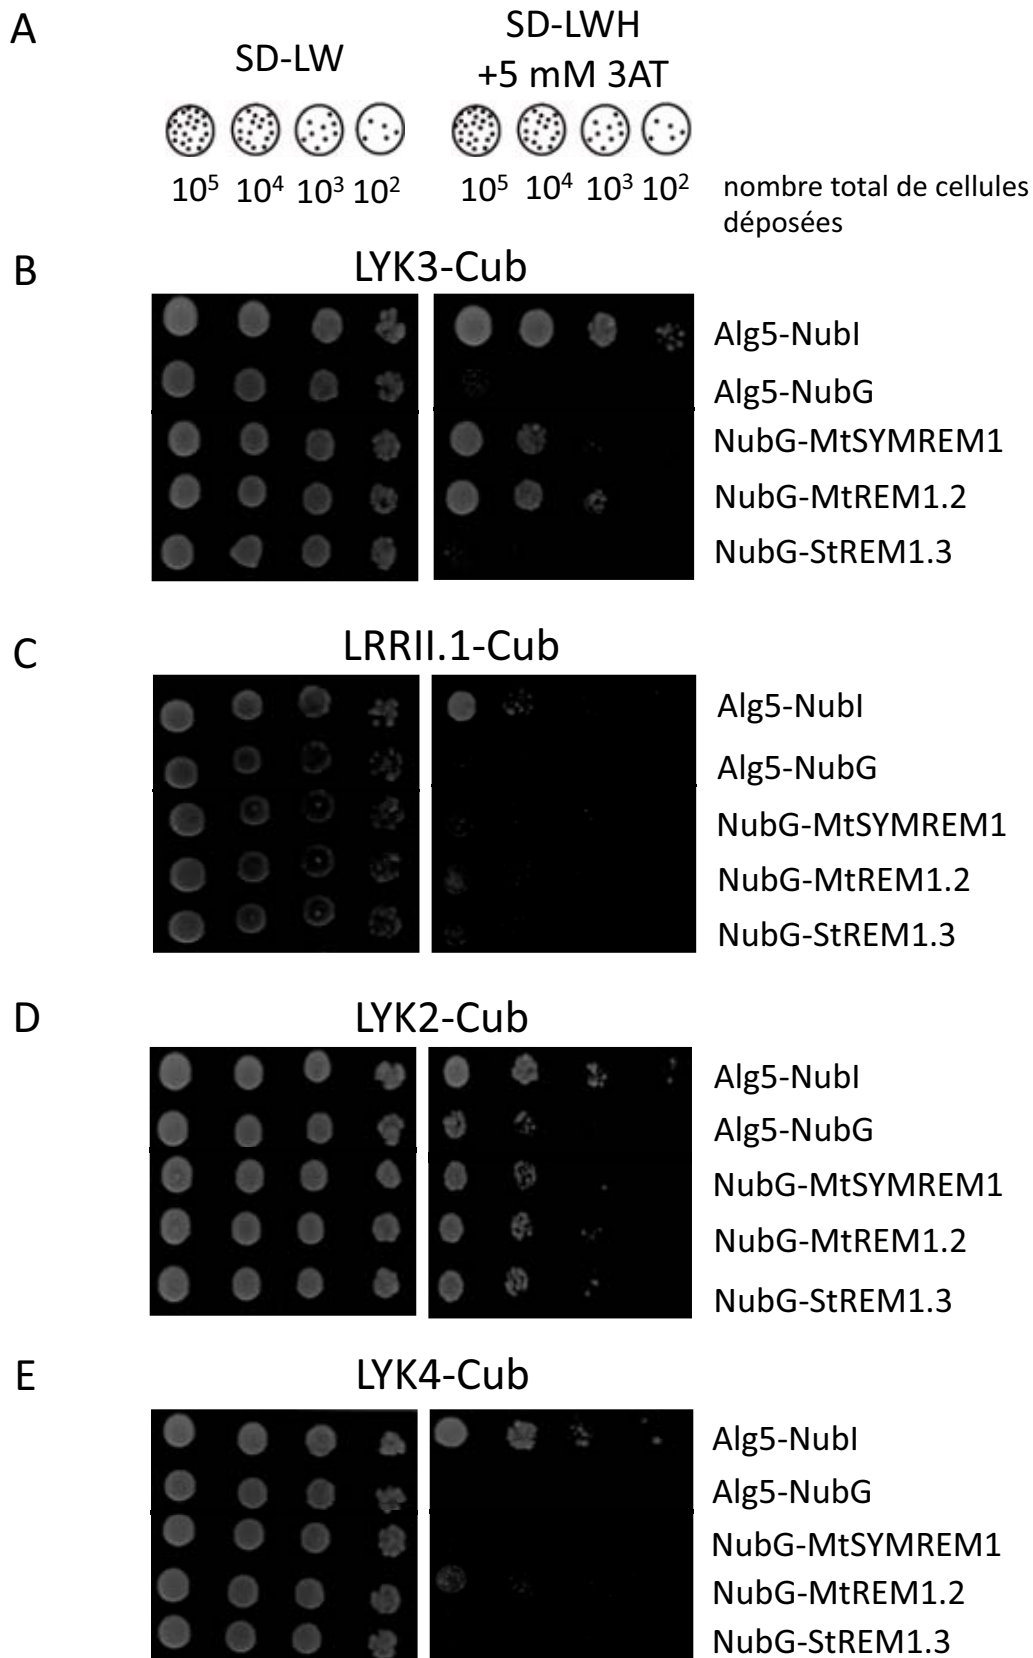 A
SD-LW
SD-LWH
+5 mM 3AT
10⁵ 10⁴ 10³ 10² 10⁵ 10⁴ 10³ 10² nombre total de cellules
déposées
B
LYK3-Cub
Alg5-NubI
Alg5-NubG
NubG-MtSYMREM1
NubG-MtREM1.2
NubG-StREM1.3
C
LRRII.1-Cub
Alg5-NubI
Alg5-NubG
NubG-MtSYMREM1
NubG-MtREM1.2
NubG-StREM1.3
D
LYK2-Cub
Alg5-NubI
Alg5-NubG
NubG-MtSYMREM1
NubG-MtREM1.2
NubG-StREM1.3
E
LYK4-Cub
Alg5-NubI
Alg5-NubG
NubG-MtSYMREM1
NubG-MtREM1.2
NubG-StREM1.3